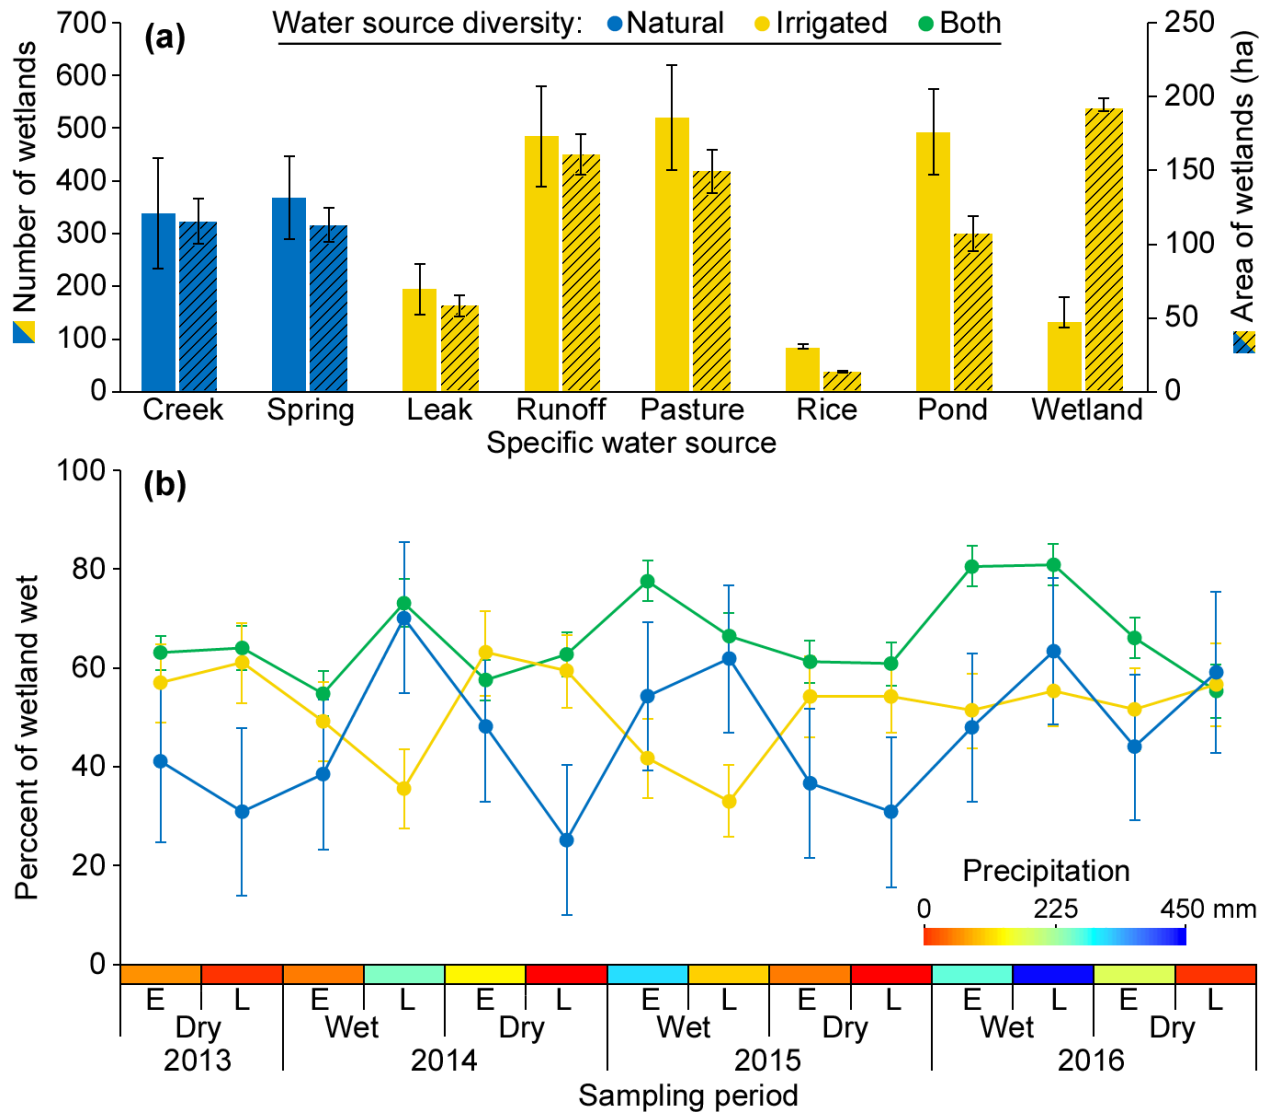 (a)
Water source diversity: Natural Irrigated Both
Number of wetlands
700
600
500
400
300
200
100
0
Area of wetlands (ha)
250
200
150
100
50
0
Creek Spring Leak Runoff Pasture Rice Pond Wetland
Specific water source
(b)
Perccent of wetland wet
100
80
60
40
20
0
Precipitation
0 225 450 mm
E L E L E L E L E L E L E L
Dry Wet Dry Wet Dry Wet Dry
2013 2014 2015 2016
Sampling period